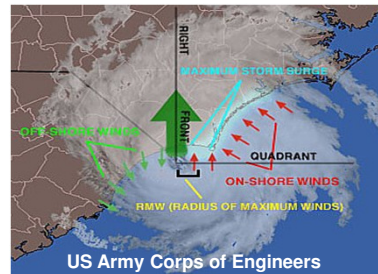 RIGHT
MAXIMUM STORM SURGE
FRONT
OFF-SHORE WINDS
QUADRANT
ON-SHORE WINDS
RMW (RADIUS OF MAXIMUM WINDS)
US Army Corps of Engineers